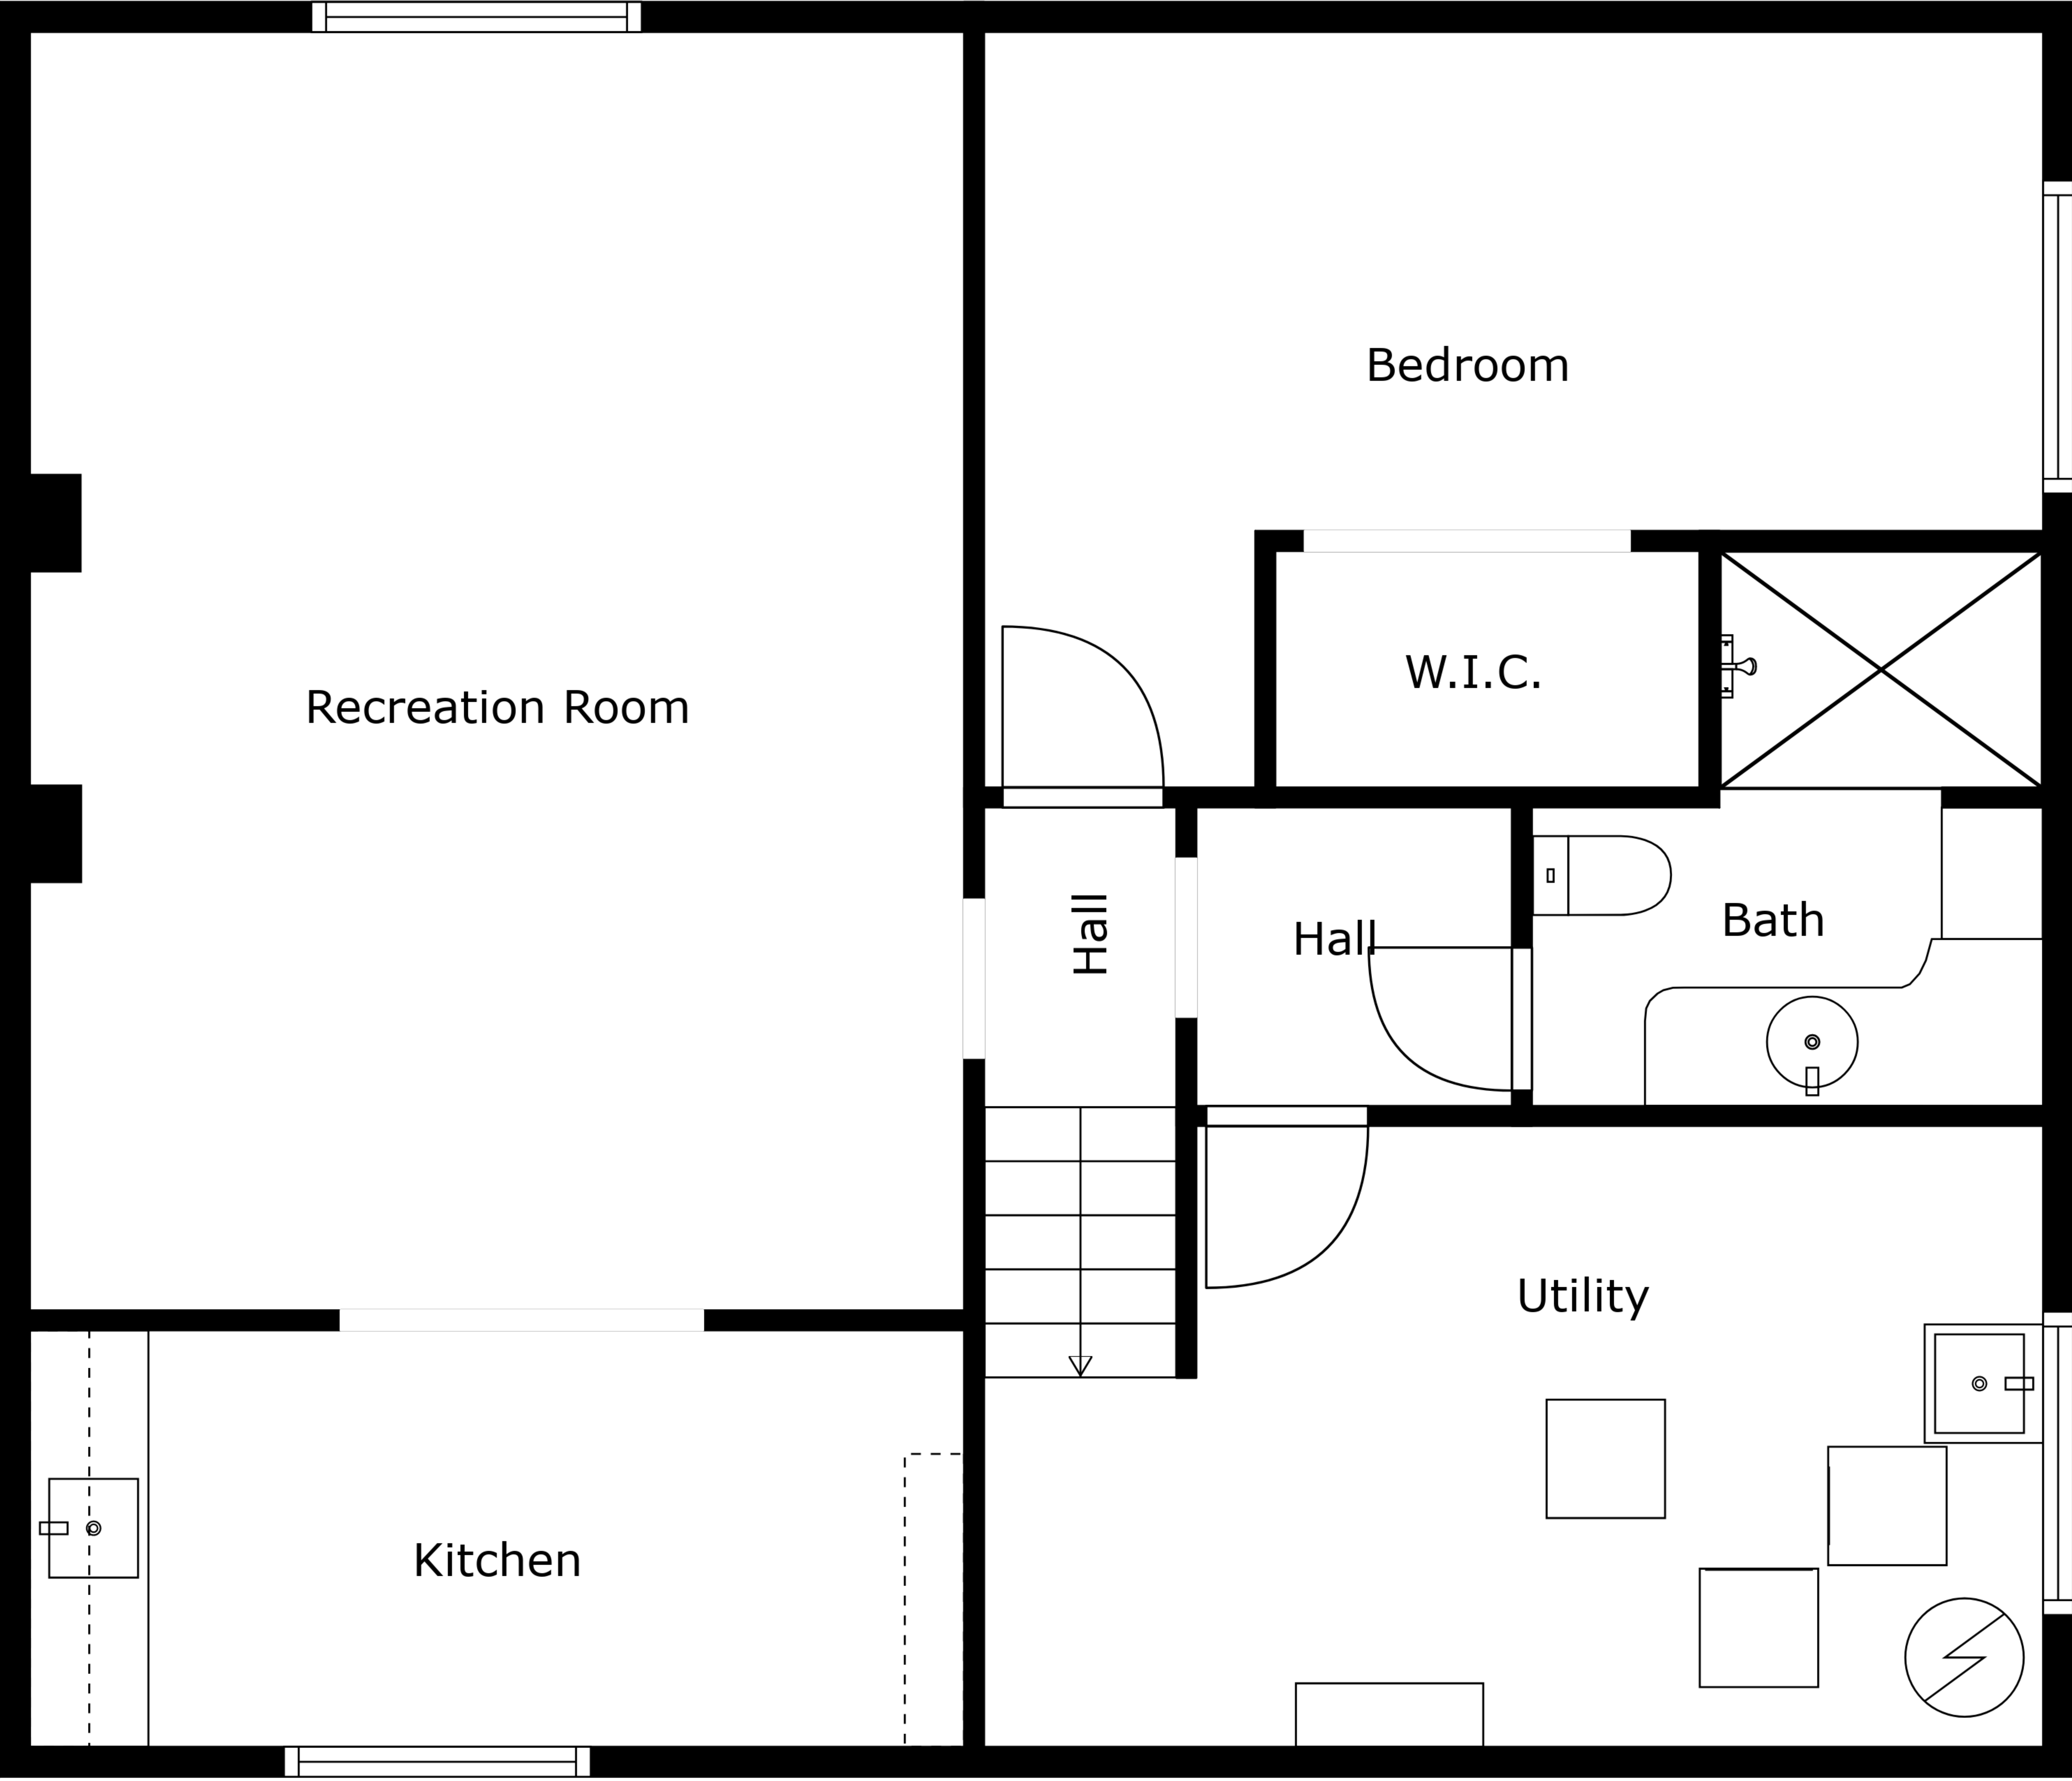 Bedroom
W.I.C.
Recreation Room
Hall
Hall
Bath
Utility
Kitchen